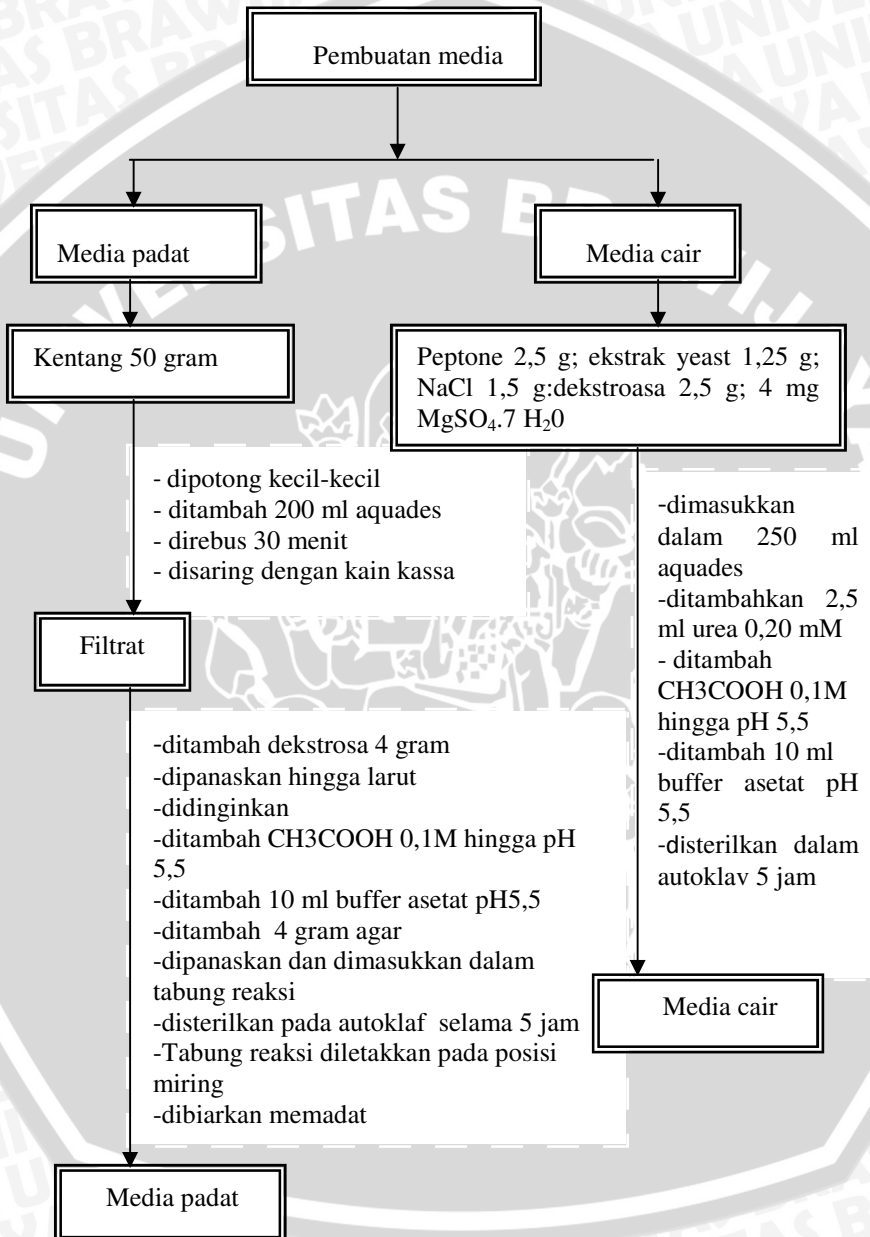 Pembuatan media
Media padat
Media cair
Kentang 50 gram
Peptone 2,5 g; ekstrak yeast 1,25 g;
NaCl 1,5 g:dekstroasa 2,5 g; 4 mg
MgSO₄.7 H₂0
- dipotong kecil-kecil
- ditambah 200 ml aquades
- direbus 30 menit
- disaring dengan kain kassa
-dimasukkan
dalam 250 ml
aquades
-ditambahkan 2,5
ml urea 0,20 mM
- ditambah
CH3COOH 0,1M
hingga pH 5,5
-ditambah 10 ml
buffer asetat pH
5,5
-disterilkan dalam
autoklav 5 jam
Filtrat
-ditambah dekstrosa 4 gram
-dipanaskan hingga larut
-didinginkan
-ditambah CH3COOH 0,1M hingga pH
5,5
-ditambah 10 ml buffer asetat pH5,5
-ditambah 4 gram agar
-dipanaskan dan dimasukkan dalam
tabung reaksi
-disterilkan pada autoklaf selama 5 jam
-Tabung reaksi diletakkan pada posisi
miring
-dibiarkan memadat
Media cair
Media padat